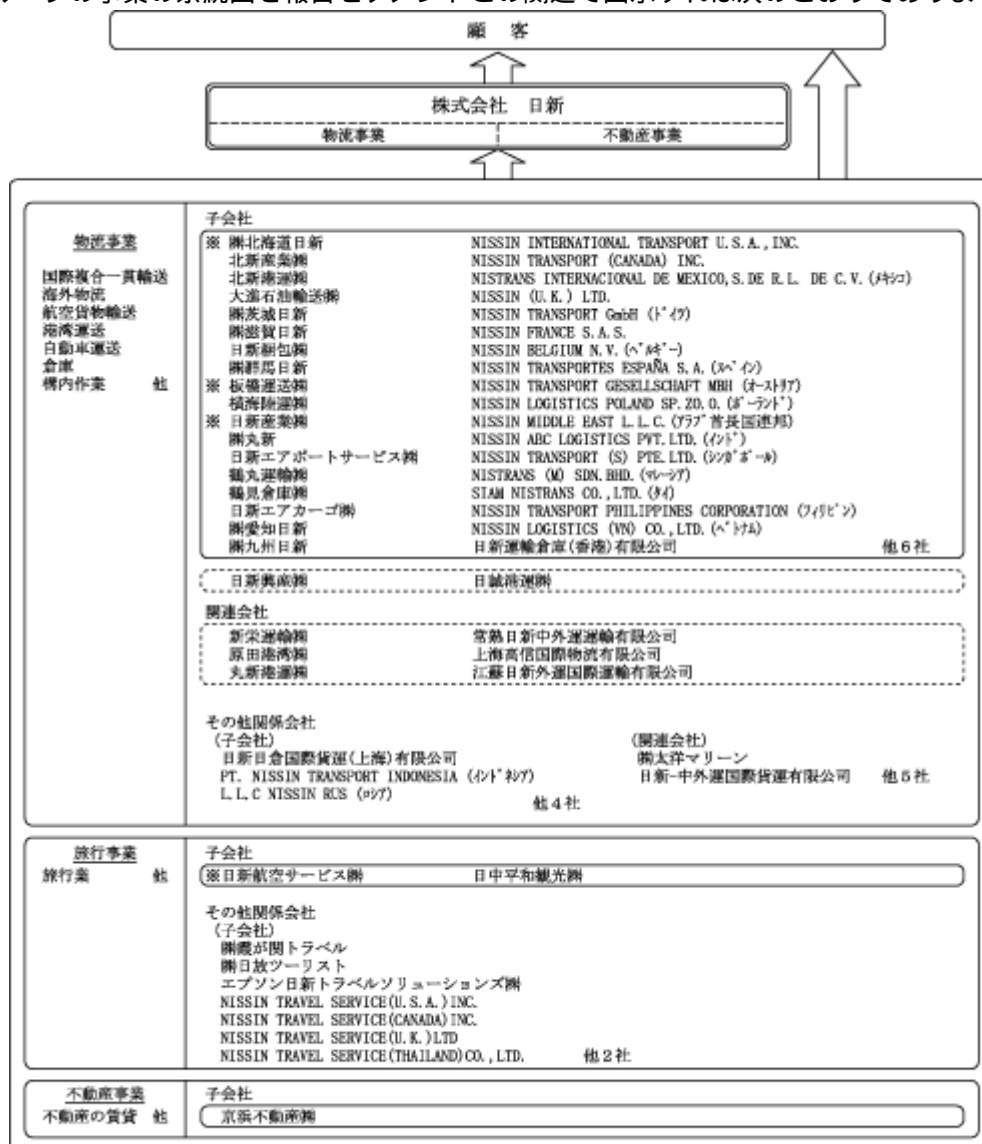 顧 客
株式会社 日新
物流事業 不動産事業
物流事業
国際複合一貫輸送
海外物流
航空貨物輸送
港湾運送
自動車運送
倉庫
構内作業 他
子会社
※ ㈱北海道日新 NISSIN INTERNATIONAL TRANSPORT U.S.A.,INC.
北新産業㈱ NISSIN TRANSPORT (CANADA) INC.
北新港運㈱ NISTRANS INTERNACIONAL DE MEXICO,S.DE R.L. DE C.V.(ﾒｷｼｺ)
大進石油輸送㈱ NISSIN (U.K.) LTD.
㈱茨城日新 NISSIN TRANSPORT GmbH (ﾄﾞｲﾂ)
㈱滋賀日新 NISSIN FRANCE S.A.S.
日新梱包㈱ NISSIN BELGIUM N.V.(ﾍﾞﾙｷﾞｰ)
㈱群馬日新 NISSIN TRANSPORTES ESPAÑA S.A.(ｽﾍﾟｲﾝ)
※ 板橋運送㈱ NISSIN TRANSPORT GESELLSCHAFT MBH (ｵｰｽﾄﾘｱ)
横海陸運㈱ NISSIN LOGISTICS POLAND SP.ZO.O.(ﾎﾟｰﾗﾝﾄﾞ)
※ 日新産業㈱ NISSIN MIDDLE EAST L.L.C.(ｱﾗﾌﾞ首長国連邦)
㈱丸新 NISSIN ABC LOGISTICS PVT.LTD.(ｲﾝﾄﾞ)
日新エアポートサービス㈱ NISSIN TRANSPORT (S) PTE.LTD.(ｼﾝｶﾞﾎﾟｰﾙ)
鶴丸運輸㈱ NISTRANS (M) SDN.BHD.(ﾏﾚｰｼｱ)
鶴見倉庫㈱ SIAM NISTRANS CO.,LTD.(ﾀｲ)
日新エアカーゴ㈱ NISSIN TRANSPORT PHILIPPINES CORPORATION (ﾌｨﾘﾋﾟﾝ)
㈱愛知日新 NISSIN LOGISTICS (VN) CO.,LTD.(ﾍﾞﾄﾅﾑ)
㈱九州日新 日新運輸倉庫(香港)有限公司 他6社
日新興産㈱ 日誠港運㈱
関連会社
新栄運輸㈱ 常熟日新中外運運輸有限公司
原田港湾㈱ 上海高信国際物流有限公司
丸新港運㈱ 江蘇日新外運国際運輸有限公司
その他関係会社
(子会社) (関連会社)
日新日倉国際貨運(上海)有限公司 ㈱太洋マリーン
PT. NISSIN TRANSPORT INDONESIA (ｲﾝﾄﾞﾈｼｱ) 日新-中外運国際貨運有限公司 他5社
L.L.C NISSIN RUS (ﾛｼｱ) 他4社
旅行事業
旅行業 他
子会社
※日新航空サービス㈱ 日中平和観光㈱
その他関係会社
(子会社)
㈱霞が関トラベル
㈱日放ツーリスト
エプソン日新トラベルソリューションズ㈱
NISSIN TRAVEL SERVICE(U.S.A.)INC.
NISSIN TRAVEL SERVICE(CANADA)INC.
NISSIN TRAVEL SERVICE(U.K.)LTD
NISSIN TRAVEL SERVICE(THAILAND)CO.,LTD. 他2社
不動産事業
不動産の賃貸 他
子会社
京浜不動産㈱